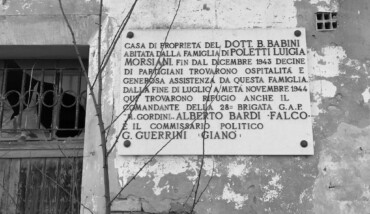 CASA DI PROPRIETÀ DEL DOTT. B. BABINI
ABITATA DALLA FAMIGLIA DI POLETTI LUIGIA
MORSIANI FIN DAL DICEMBRE 1943 DECINE
DI PARTIGIANI TROVARONO OSPITALITÀ E
GENEROSA ASSISTENZA DA QUESTA FAMIGLIA.
DALLA FINE DI LUGLIO A METÀ NOVEMBRE 1944
QUI TROVARONO RIFUGIO ANCHE IL
COMANDANTE DELLA 28ª BRIGATA G.A.P.
"M. GORDINI" ALBERTO BARDI "FALCO"
E IL COMMISSARIO POLITICO
G. GUERRINI "GIANO"